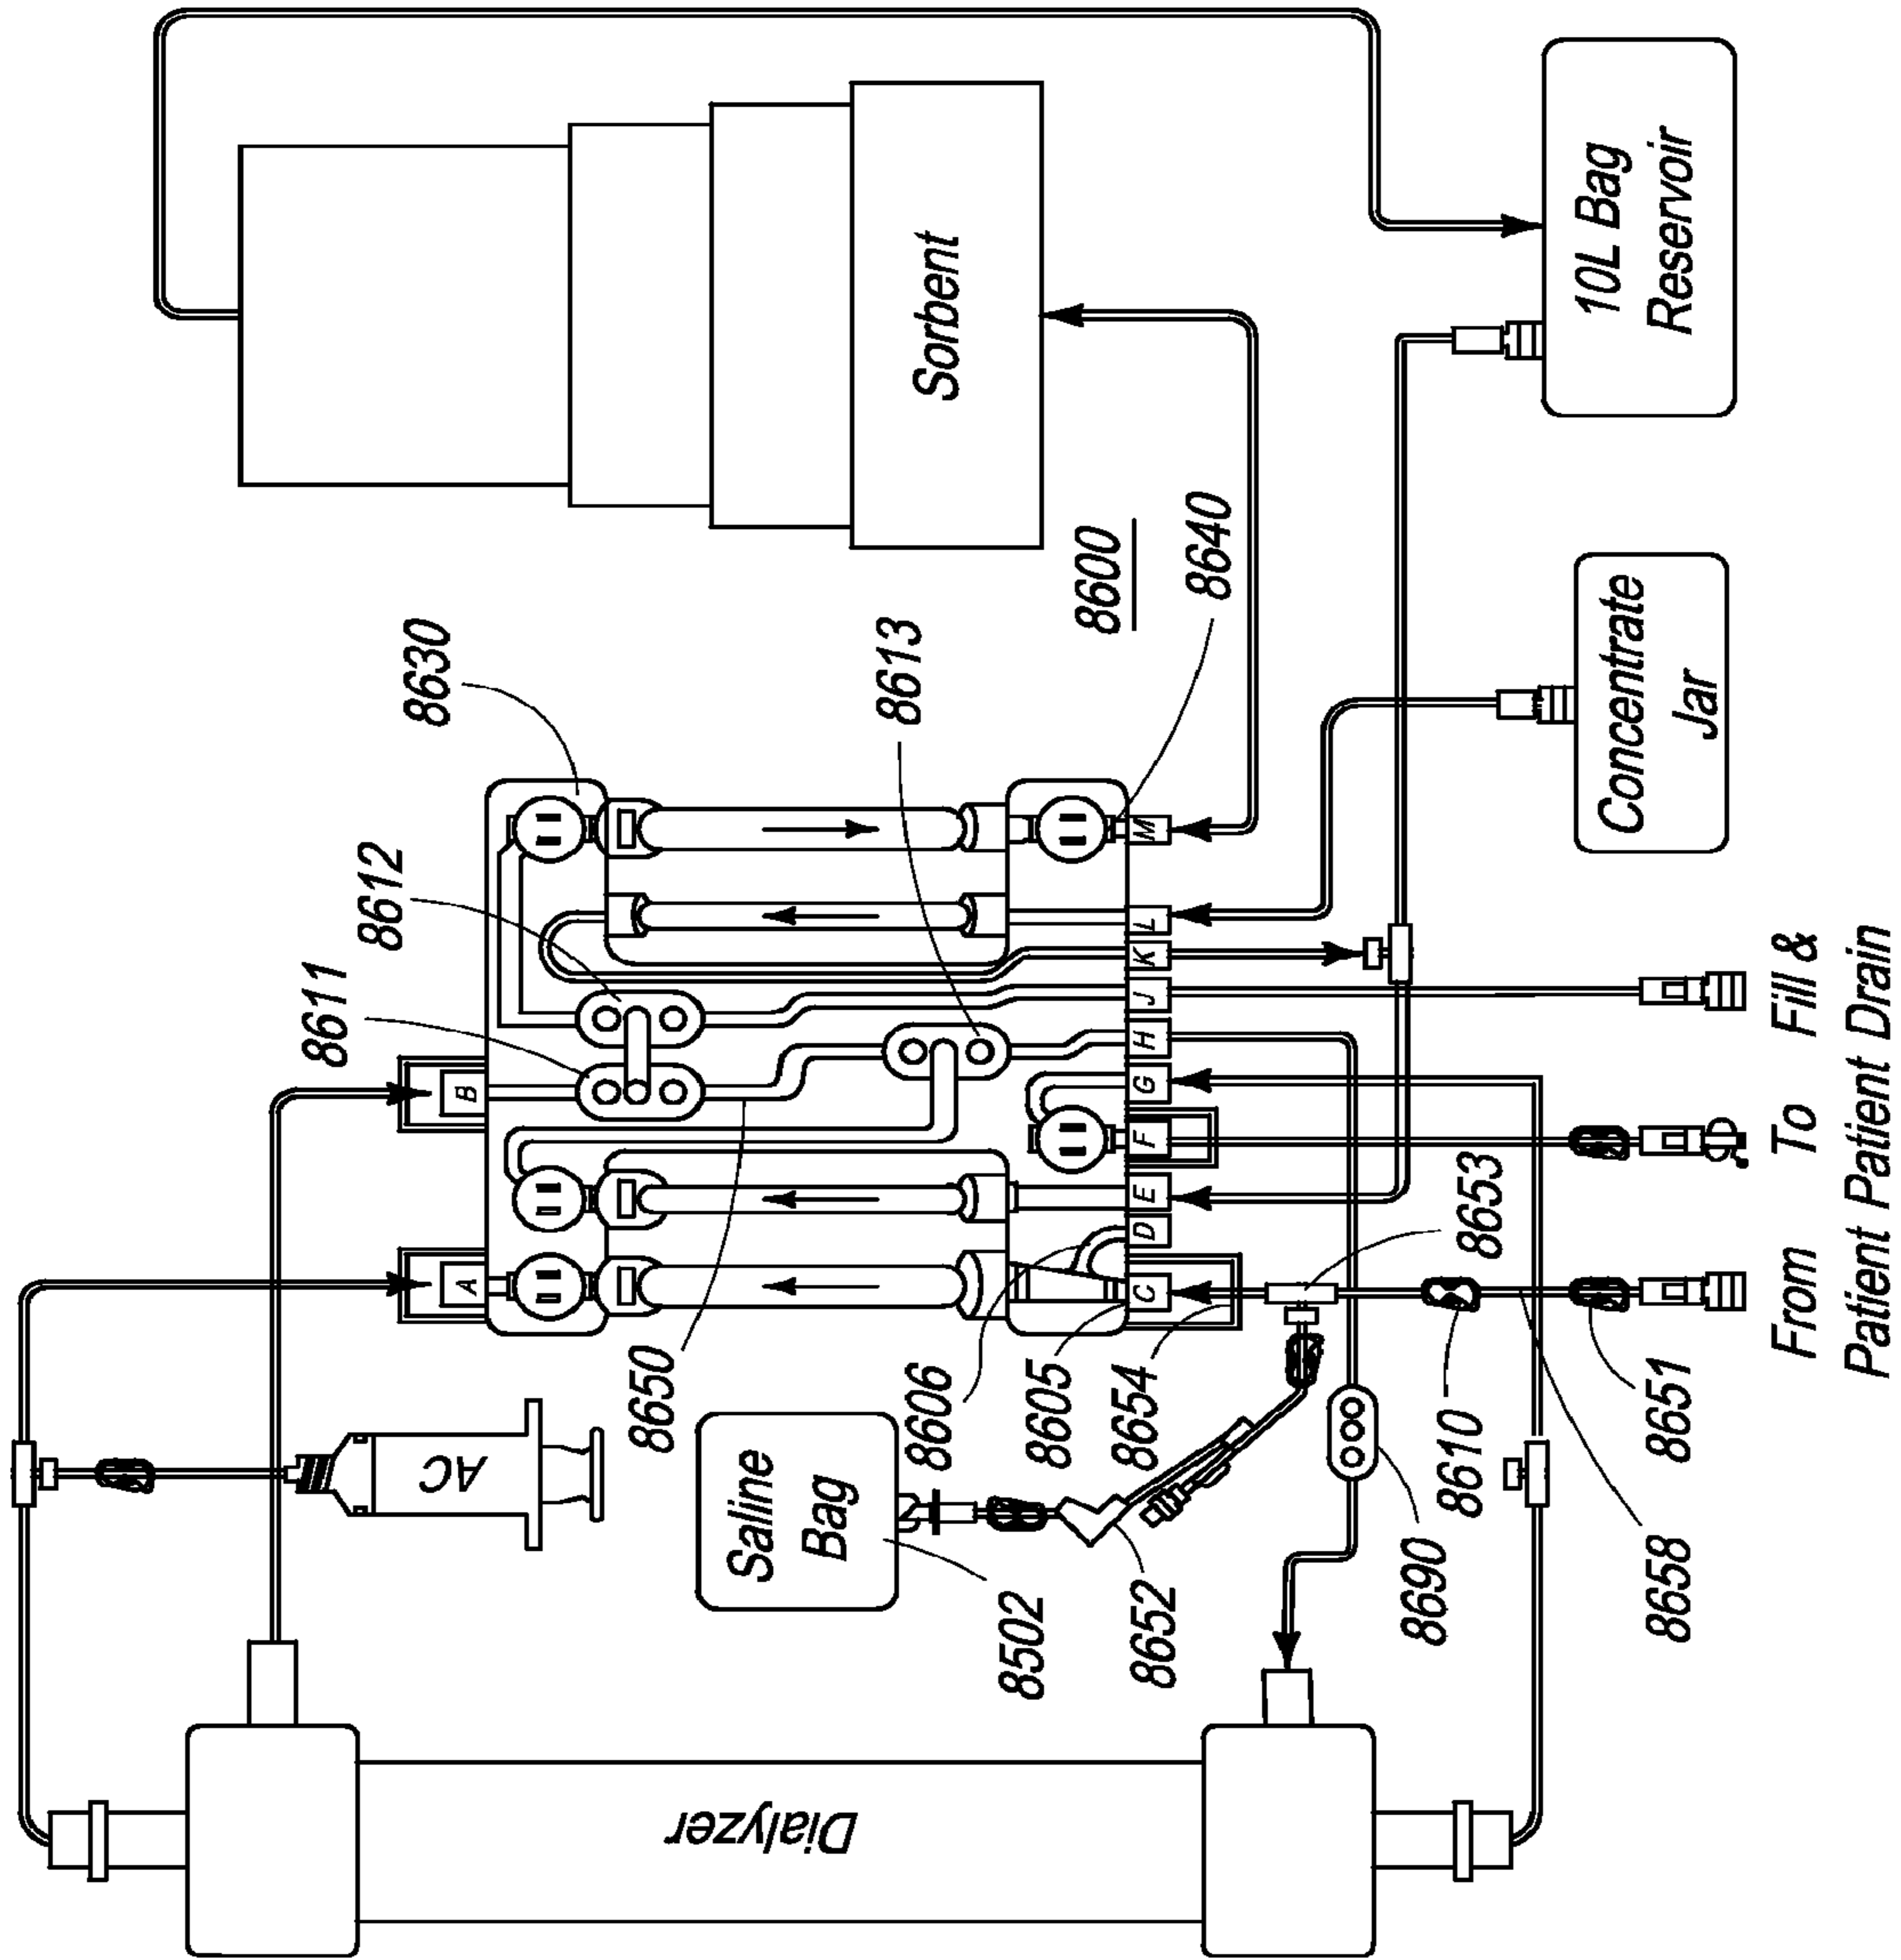 Sorbent
10L Bag
Reservoir
8600
8640
8630
8613
8612
8611
Concentrate
Jar
A
B
C
D
E
F
G
H
J
K
L
M
From To Fill &
Patient Patient Drain
8650
8606
8605
8654
8653
8610
8651
8658
8690
8652
8502
Saline
Bag
AC
Dialyzer